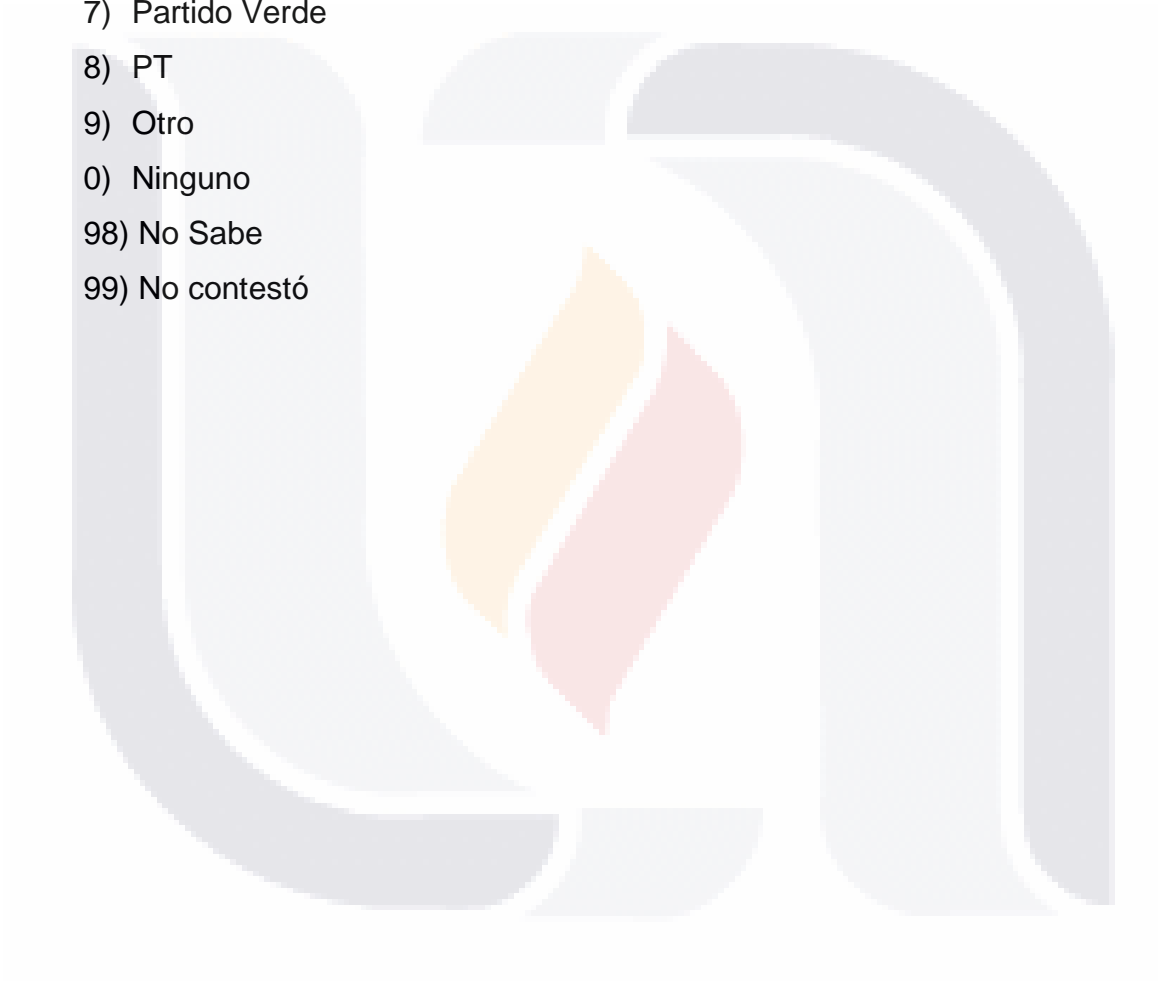 7) Partido Verde
8) PT
9) Otro
0) Ninguno
98) No Sabe
99) No contestó